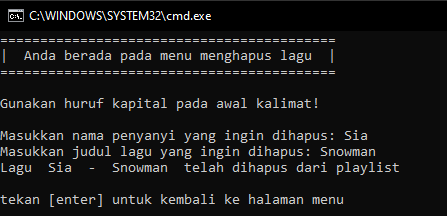 C:\WINDOWS\SYSTEM32\cmd.exe
========================================
|  Anda berada pada menu menghapus lagu  |
========================================
Gunakan huruf kapital pada awal kalimat!
Masukkan nama penyanyi yang ingin dihapus: Sia
Masukkan judul lagu yang ingin dihapus: Snowman
Lagu  Sia  -  Snowman  telah dihapus dari playlist
tekan [enter] untuk kembali ke halaman menu